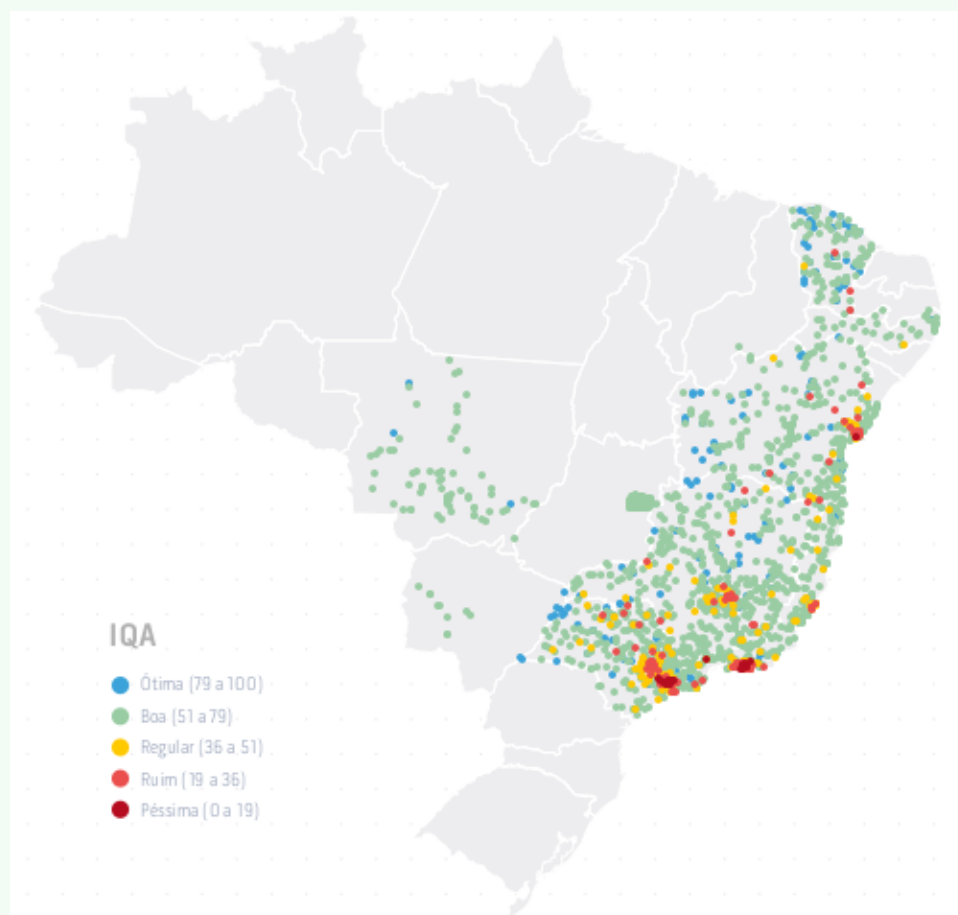 IQA
Ótima (79 a 100)
Boa (51 a 79)
Regular (36 a 51)
Ruim (19 a 36)
Péssima (0 a 19)